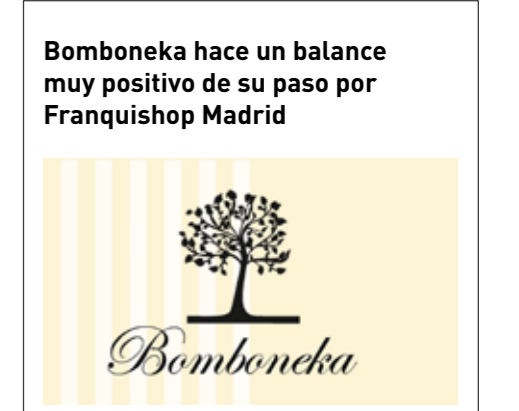 Bomboneka hace un balance
muy positivo de su paso por
Franquishop Madrid
Bomboneka